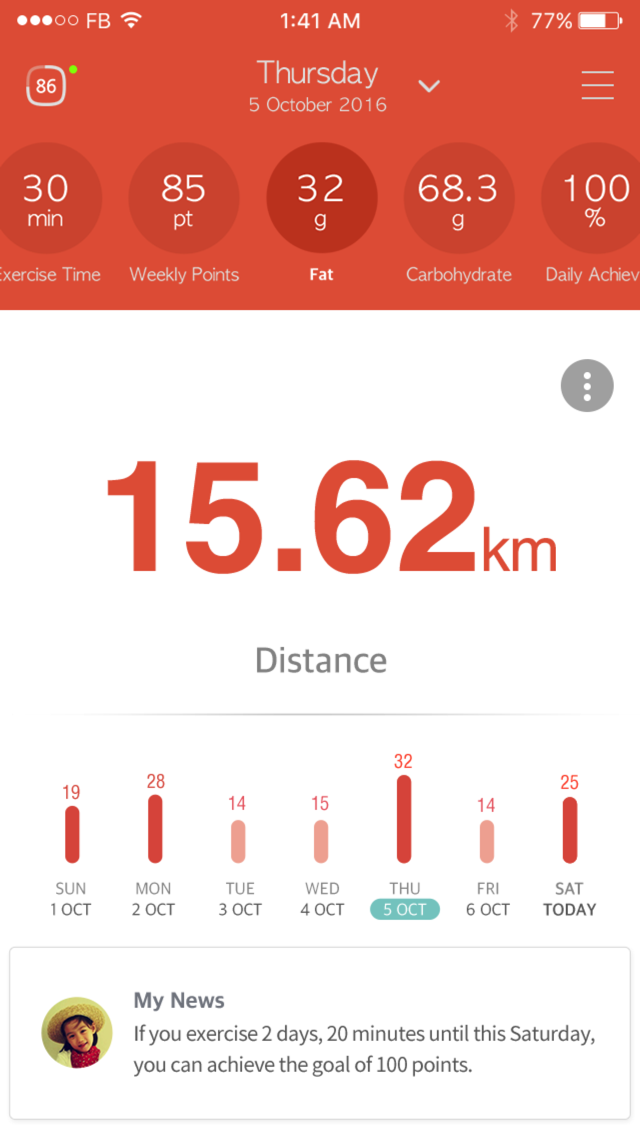 FB 1:41 AM 77%
86
Thursday
5 October 2016
30 85 32 68.3 100
min pt g g %
Exercise Time Weekly Points Fat Carbohydrate Daily Achiev
15.62km
Distance
19 28 14 15 32 14 25
SUN MON TUE WED THU FRI SAT
1 OCT 2 OCT 3 OCT 4 OCT 5 OCT 6 OCT TODAY
My News
If you exercise 2 days, 20 minutes until this Saturday,
you can achieve the goal of 100 points.